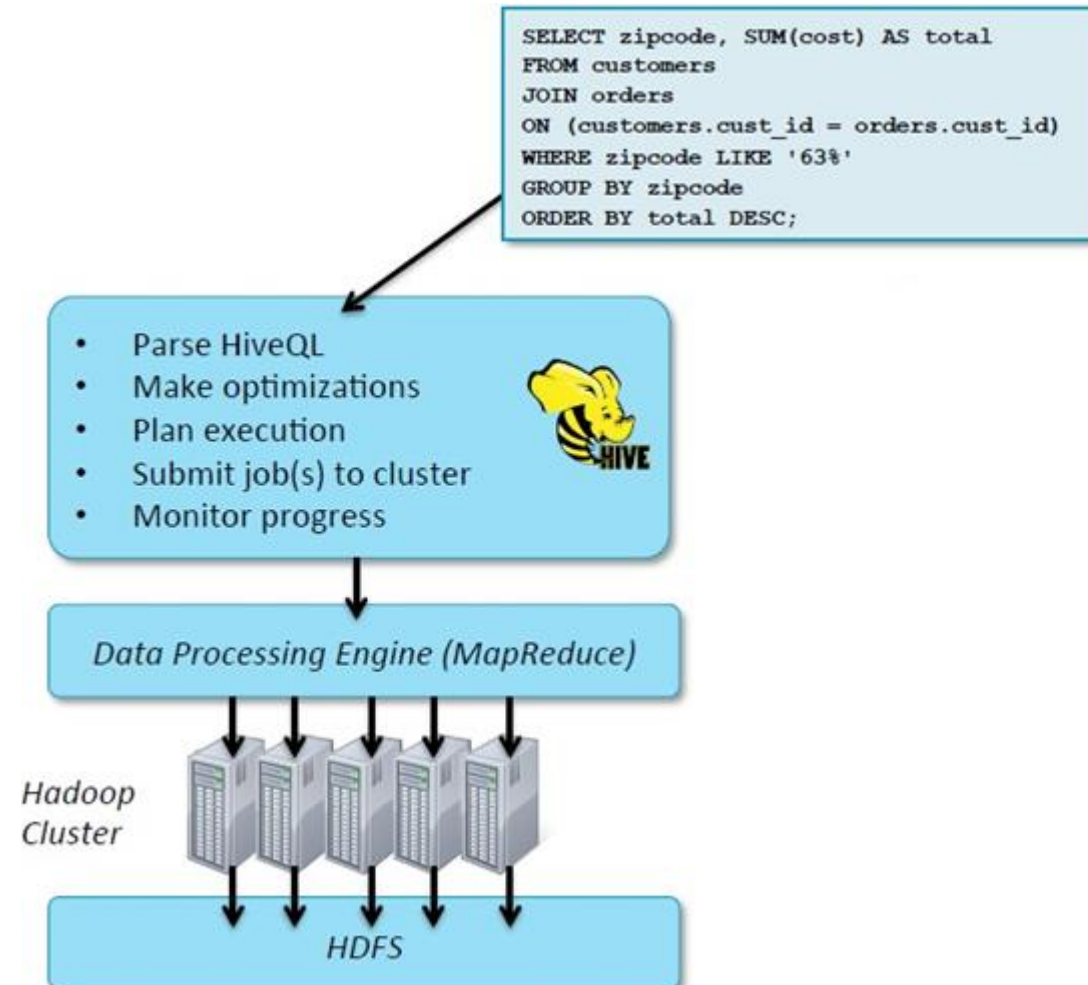 SELECT zipcode, SUM(cost) AS total
FROM customers
JOIN orders
ON (customers.cust_id = orders.cust_id)
WHERE zipcode LIKE '63%'
GROUP BY zipcode
ORDER BY total DESC;
• Parse HiveQL
• Make optimizations
• Plan execution
• Submit job(s) to cluster
• Monitor progress
HIVE
Data Processing Engine (MapReduce)
Hadoop
Cluster
HDFS